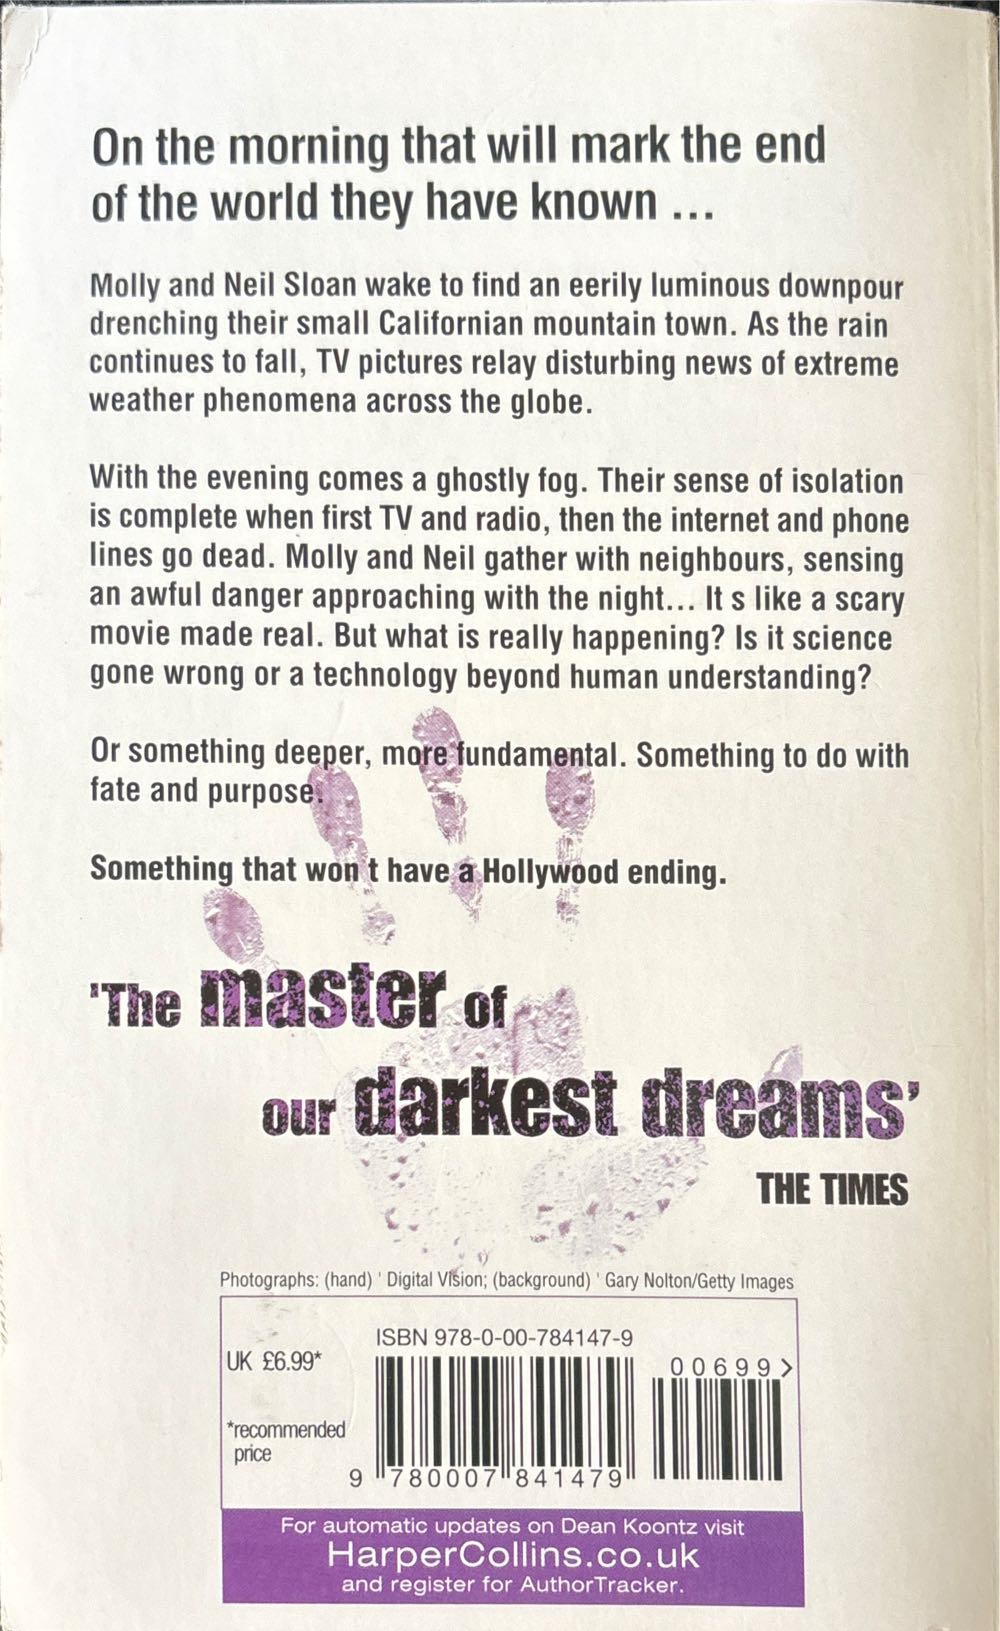 On the morning that will mark the end
of the world they have known ...
Molly and Neil Sloan wake to find an eerily luminous downpour
drenching their small Californian mountain town. As the rain
continues to fall, TV pictures relay disturbing news of extreme
weather phenomena across the globe.
With the evening comes a ghostly fog. Their sense of isolation
is complete when first TV and radio, then the internet and phone
lines go dead. Molly and Neil gather with neighbours, sensing
an awful danger approaching with the night... It s like a scary
movie made real. But what is really happening? Is it science
gone wrong or a technology beyond human understanding?
Or something deeper, more fundamental. Something to do with
fate and purpose.
Something that won t have a Hollywood ending.
'The master of
our darkest dreams'
THE TIMES
Photographs: (hand) ' Digital Vision; (background) ' Gary Nolton/Getty Images
ISBN 978-0-00-784147-9
UK £6.99*
00699>
*recommended
price
9 780007 841479
For automatic updates on Dean Koontz visit
HarperCollins.co.uk
and register for AuthorTracker.